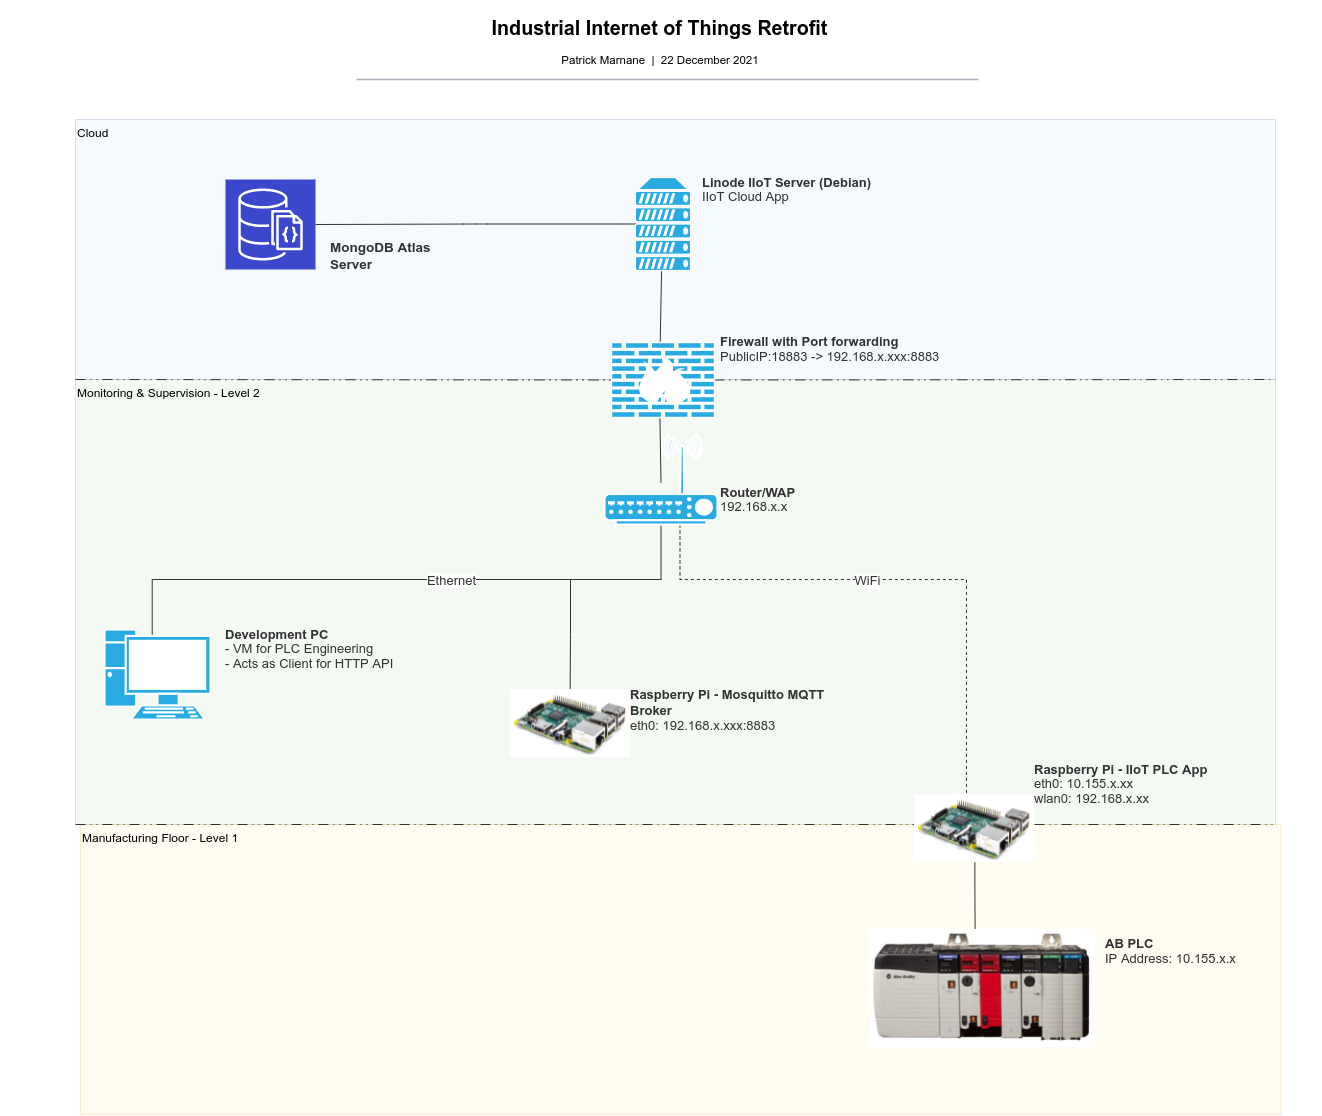 Industrial Internet of Things Retrofit
Patrick Marnane | 22 December 2021
Cloud
Linode IIoT Server (Debian)
IIoT Cloud App
MongoDB Atlas
Server
Firewall with Port forwarding
PublicIP:18883 -> 192.168.x.xxx:8883
Monitoring & Supervision - Level 2
Router/WAP
192.168.x.x
Ethernet
WiFi
Development PC
- VM for PLC Engineering
- Acts as Client for HTTP API
Raspberry Pi - Mosquitto MQTT
Broker
eth0: 192.168.x.xxx:8883
Raspberry Pi - IIoT PLC App
eth0: 10.155.x.xx
wlan0: 192.168.x.xx
Manufacturing Floor - Level 1
AB PLC
IP Address: 10.155.x.x